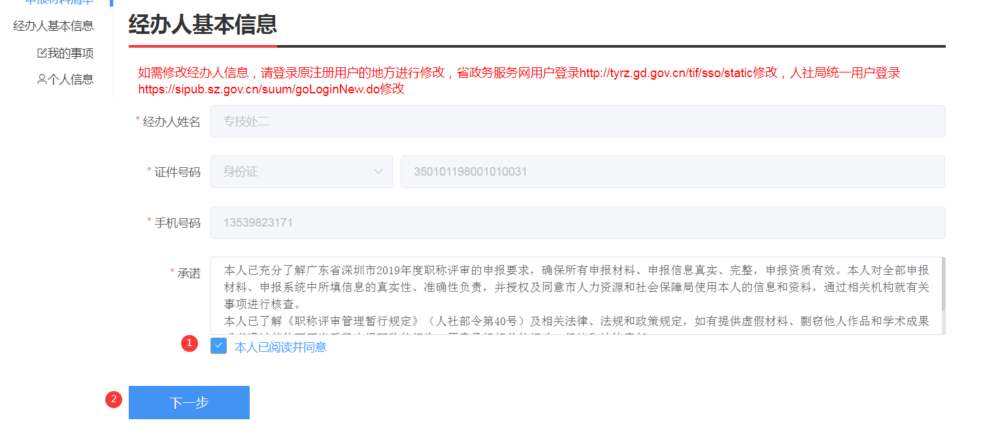 申报材料清单
经办人基本信息
我的事项
个人信息
经办人基本信息
如需修改经办人信息，请登录原注册用户的地方进行修改，省政务服务网用户登录http://tyrz.gd.gov.cn/tif/sso/static修改，人社局统一用户登录
https://sipub.sz.gov.cn/suum/goLoginNew.do修改
* 经办人姓名 专技处二
* 证件号码 身份证 350101198001010031
* 手机号码 13539823171
* 承诺 本人已充分了解广东省深圳市2019年度职称评审的申报要求，确保所有申报材料、申报信息真实、完整，申报资质有效。本人对全部申报
材料、申报系统中所填信息的真实性、准确性负责，并授权及同意市人力资源和社会保障局使用本人的信息和资料，通过相关机构就有关
事项进行核查。
本人已了解《职称评审管理暂行规定》（人社部令第40号）及相关法律、法规和政策规定，如有提供虚假材料、剽窃他人作品和学术成果
1 本人已阅读并同意
2 下一步